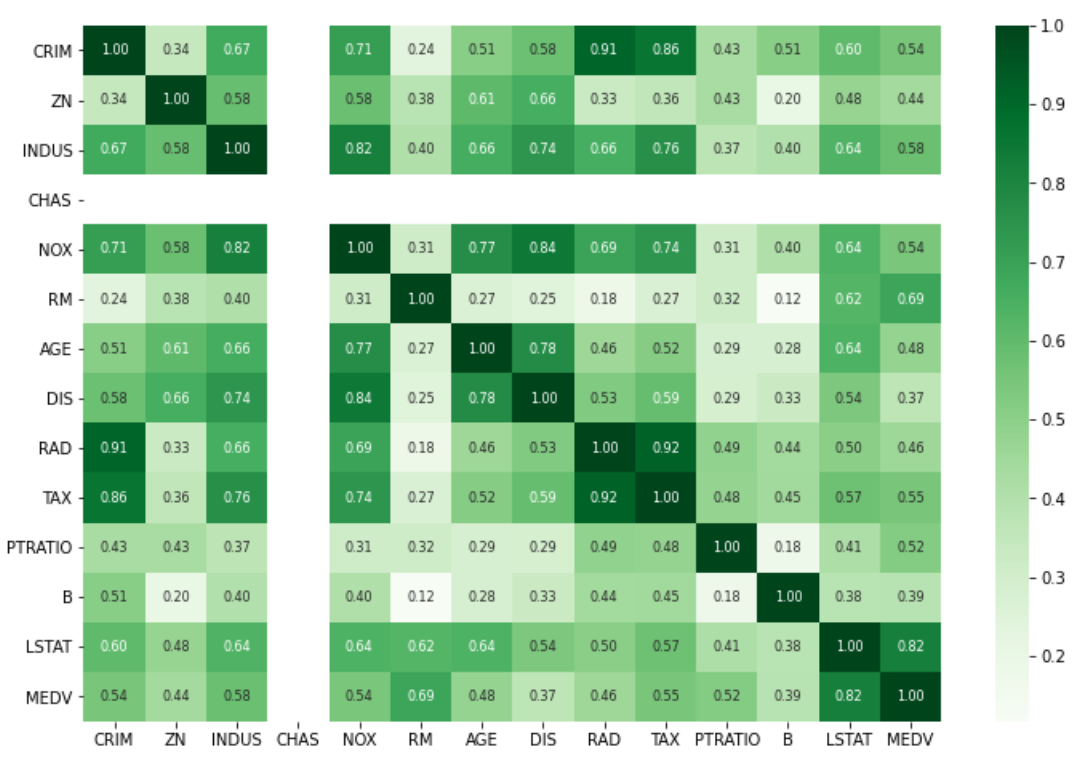 CRIM 1.00 0.34 0.67 0.71 0.24 0.51 0.58 0.91 0.86 0.43 0.51 0.60 0.54
ZN 0.34 1.00 0.58 0.58 0.38 0.61 0.66 0.33 0.36 0.43 0.20 0.48 0.44
INDUS 0.67 0.58 1.00 0.82 0.40 0.66 0.74 0.66 0.76 0.37 0.40 0.64 0.58
CHAS
NOX 0.71 0.58 0.82 1.00 0.31 0.77 0.84 0.69 0.74 0.31 0.40 0.64 0.54
RM 0.24 0.38 0.40 0.31 1.00 0.27 0.25 0.18 0.27 0.32 0.12 0.62 0.69
AGE 0.51 0.61 0.66 0.77 0.27 1.00 0.78 0.46 0.52 0.29 0.28 0.64 0.48
DIS 0.58 0.66 0.74 0.84 0.25 0.78 1.00 0.53 0.59 0.29 0.33 0.54 0.37
RAD 0.91 0.33 0.66 0.69 0.18 0.46 0.53 1.00 0.92 0.49 0.44 0.50 0.46
TAX 0.86 0.36 0.76 0.74 0.27 0.52 0.59 0.92 1.00 0.48 0.45 0.57 0.55
PTRATIO 0.43 0.43 0.37 0.31 0.32 0.29 0.29 0.49 0.48 1.00 0.18 0.41 0.52
B 0.51 0.20 0.40 0.40 0.12 0.28 0.33 0.44 0.45 0.18 1.00 0.38 0.39
LSTAT 0.60 0.48 0.64 0.64 0.62 0.64 0.54 0.50 0.57 0.41 0.38 1.00 0.82
MEDV 0.54 0.44 0.58 0.54 0.69 0.48 0.37 0.46 0.55 0.52 0.39 0.82 1.00
CRIM ZN INDUS CHAS NOX RM AGE DIS RAD TAX PTRATIO B LSTAT MEDV
1.0
0.9
0.8
0.7
0.6
0.5
0.4
0.3
0.2